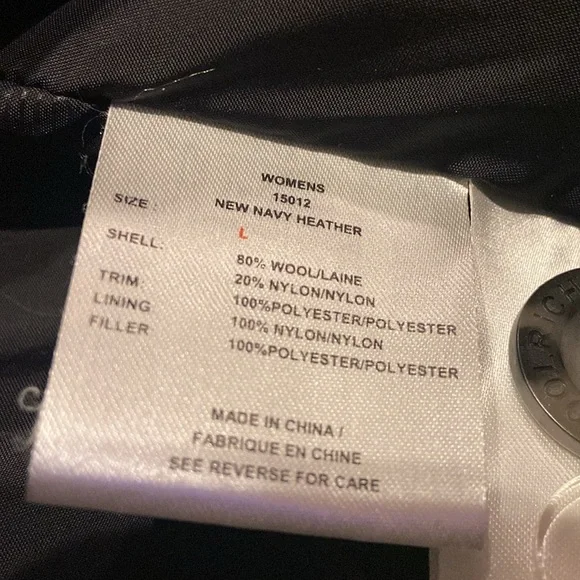 WOMENS
15012
NEW NAVY HEATHER
SIZE : L
SHELL: 80% WOOL/LAINE
20% NYLON/NYLON
TRIM: 100%POLYESTER/POLYESTER
LINING 100% NYLON/NYLON
FILLER 100%POLYESTER/POLYESTER
MADE IN CHINA /
FABRIQUE EN CHINE
SEE REVERSE FOR CARE